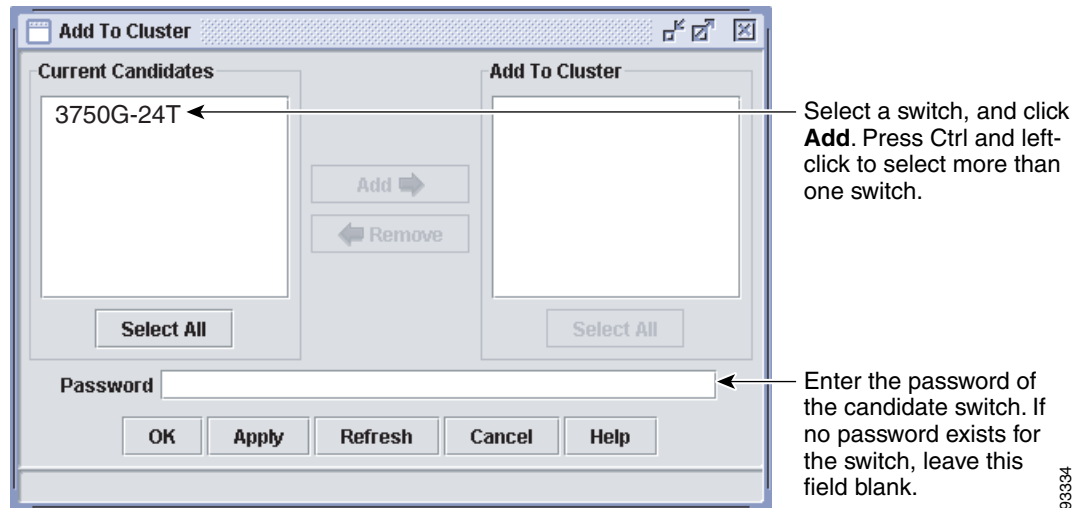 Add To Cluster
Current Candidates
Add To Cluster
3750G-24T
Add
Remove
Select All
Select All
Password
OK Apply Refresh Cancel Help
Select a switch, and click
Add. Press Ctrl and left-
click to select more than
one switch.
Enter the password of
the candidate switch. If
no password exists for
the switch, leave this
field blank.
93334